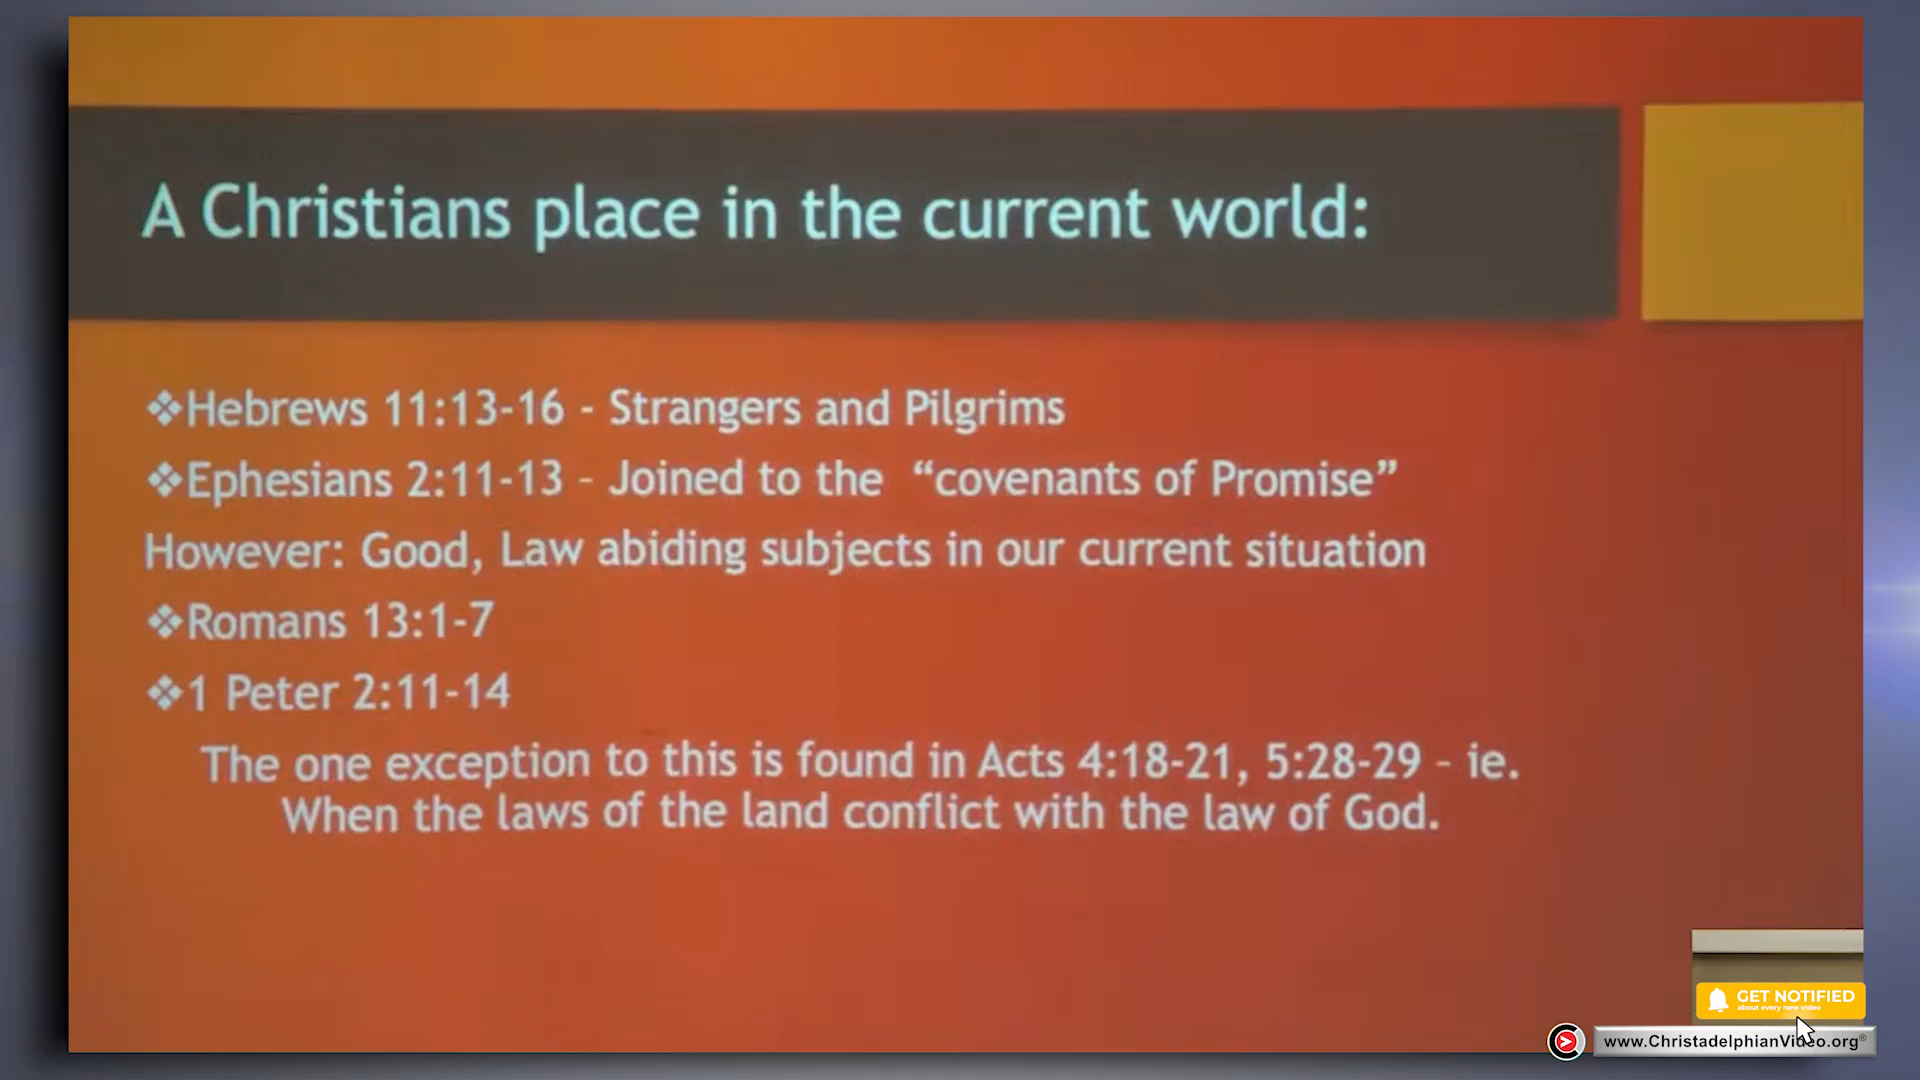 A Christians place in the current world:
❖Hebrews 11:13-16 - Strangers and Pilgrims
❖Ephesians 2:11-13 – Joined to the “covenants of Promise”
However: Good, Law abiding subjects in our current situation
❖Romans 13:1-7
❖1 Peter 2:11-14
The one exception to this is found in Acts 4:18-21, 5:28-29 – ie.
When the laws of the land conflict with the law of God.
GET NOTIFIED
about every new video
www.ChristadelphianVideo.org®